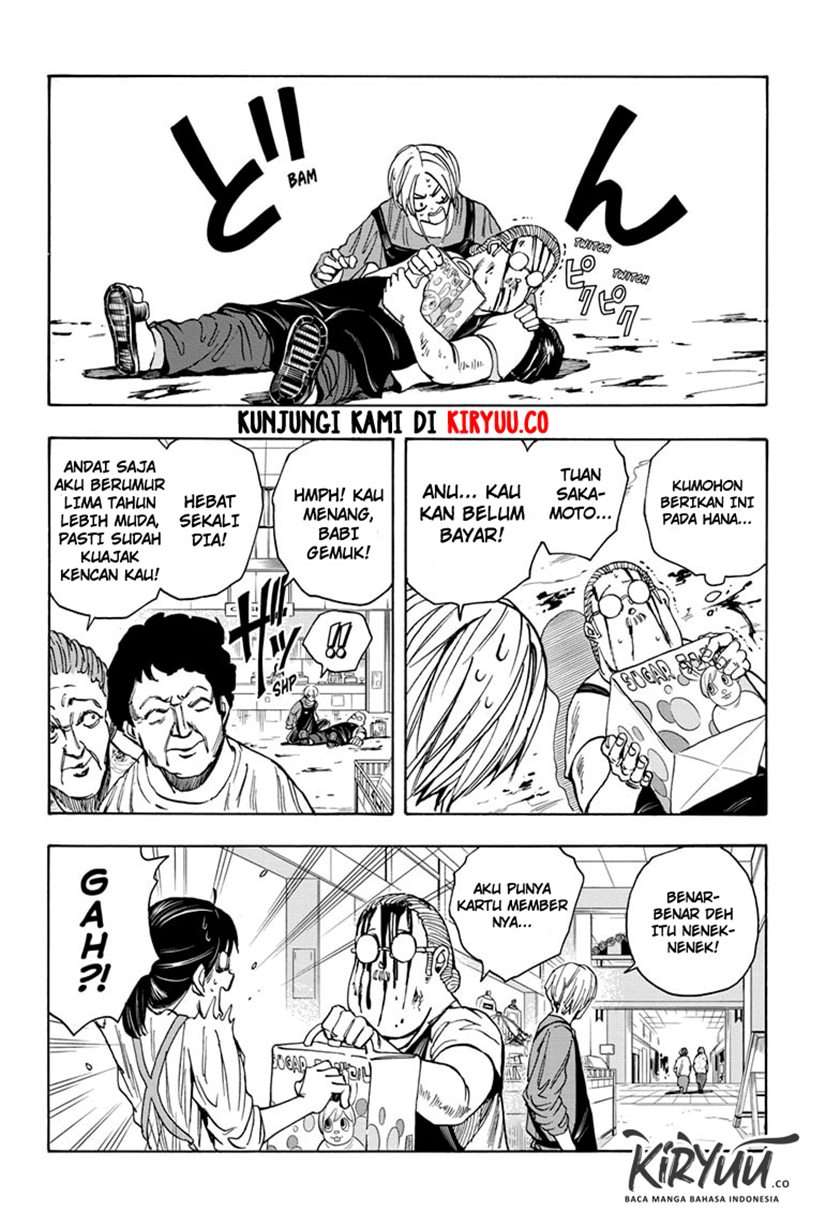 どん
BAM
TWITCH
ピク
TWITCH
ピク
KUNJUNGI KAMI DI KIRYUU.CO
KUMOHON
BERIKAN INI
PADA HANA...
TUAN
SAKA-
MOTO...
ANU... KAU
KAN BELUM
BAYAR!
HMPH! KAU
MENANG,
BABI
GEMUK!
HEBAT
SEKALI
DIA!
ANDAI SAJA
AKU BERUMUR
LIMA TAHUN
LEBIH MUDA,
PASTI SUDAH
KUAJAK
KENCAN KAU!
!!
SHP
SUGAR
BENAR-
BENAR DEH
ITU NENEK-
NENEK!
AKU PUNYA
KARTU MEMBER
NYA...
GAH?!
SUGAR
KIRYUU.CO
BACA MANGA BAHASA INDONESIA